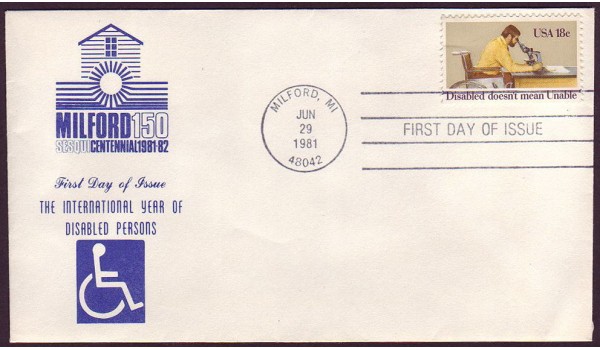 MILFORD150
SESQUICENTENNIAL1981-82
First Day of Issue
THE INTERNATIONAL YEAR OF
DISABLED PERSONS
MILFORD, MI
JUN
29
1981
48042
FIRST DAY OF ISSUE
USA 18c
Disabled doesn't mean Unable